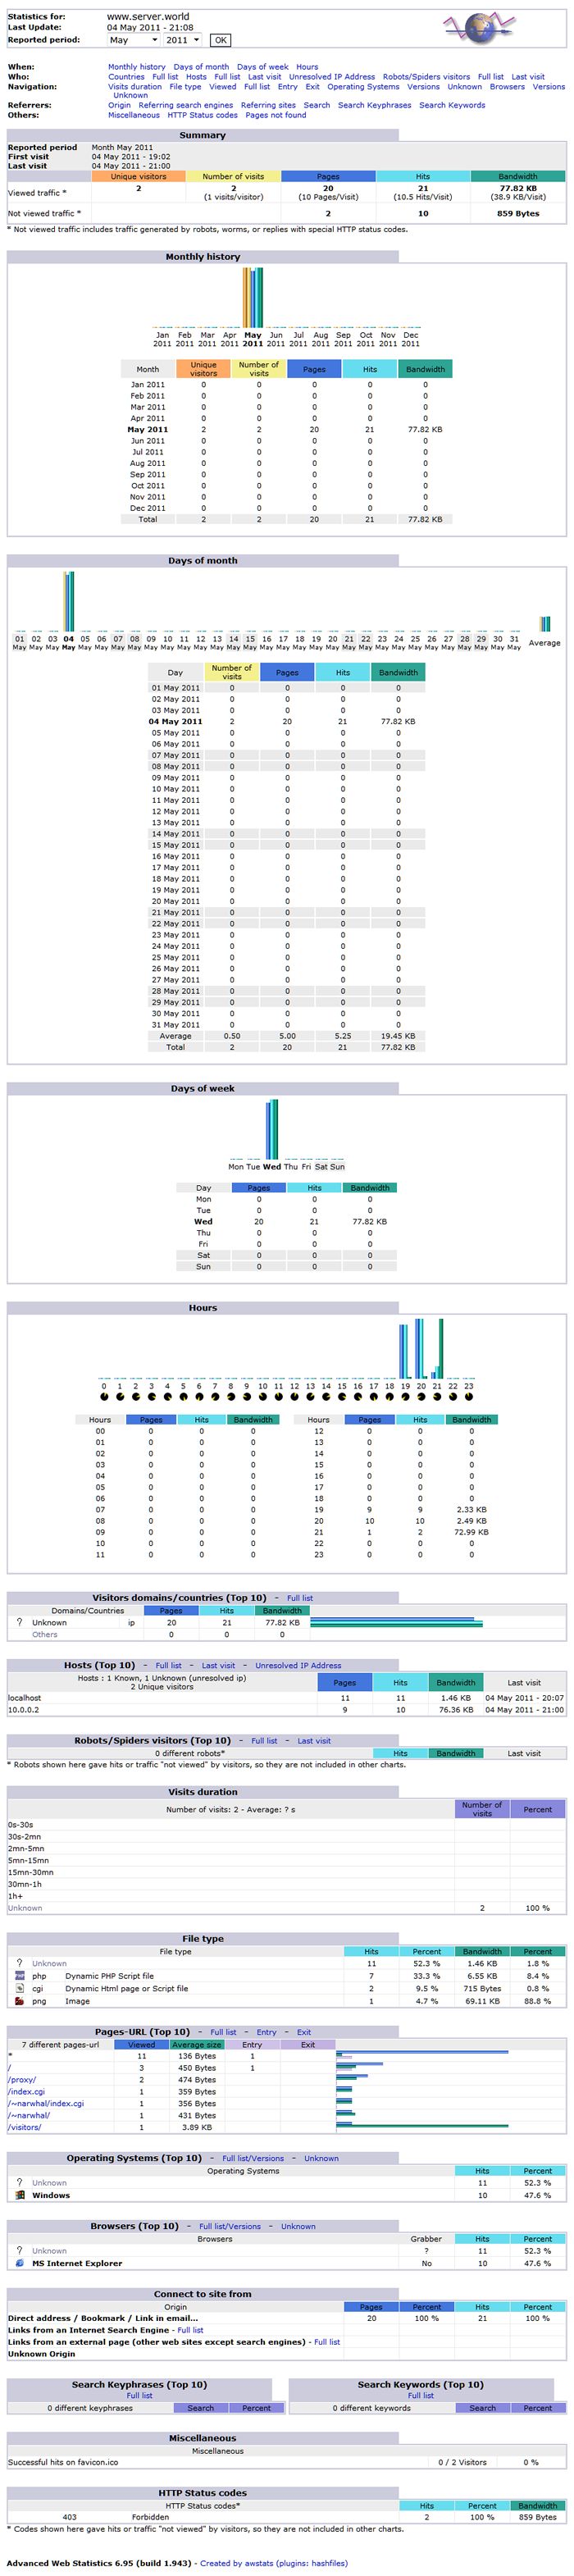 Statistics for: www.server.world
Last Update: 04 May 2011 - 21:08
Reported period: May 2011 OK
When: Monthly history Days of month Days of week Hours
Who: Countries Full list Hosts Full list Last visit Unresolved IP Address Robots/Spiders visitors Full list Last visit
Navigation: Visits duration File type Viewed Full list Entry Exit Operating Systems Versions Unknown Browsers Versions
Unknown
Referrers: Origin Referring search engines Referring sites Search Search Keyphrases Search Keywords
Others: Miscellaneous HTTP Status codes Pages not found
Summary
Reported period Month May 2011
First visit 04 May 2011 - 19:02
Last visit 04 May 2011 - 21:00
Unique visitors Number of visits Pages Hits Bandwidth
Viewed traffic * 2 2 20 21 77.82 KB
(1 visits/visitor) (10 Pages/Visit) (10.5 Hits/Visit) (38.9 KB/Visit)
Not viewed traffic * 2 10 859 Bytes
* Not viewed traffic includes traffic generated by robots, worms, or replies with special HTTP status codes.
Monthly history
Jan Feb Mar Apr May Jun Jul Aug Sep Oct Nov Dec
2011 2011 2011 2011 2011 2011 2011 2011 2011 2011 2011 2011
Month Unique visitors Number of visits Pages Hits Bandwidth
Jan 2011 0 0 0 0 0
Feb 2011 0 0 0 0 0
Mar 2011 0 0 0 0 0
Apr 2011 0 0 0 0 0
May 2011 2 2 20 21 77.82 KB
Jun 2011 0 0 0 0 0
Jul 2011 0 0 0 0 0
Aug 2011 0 0 0 0 0
Sep 2011 0 0 0 0 0
Oct 2011 0 0 0 0 0
Nov 2011 0 0 0 0 0
Dec 2011 0 0 0 0 0
Total 2 2 20 21 77.82 KB
Days of month
01 02 03 04 05 06 07 08 09 10 11 12 13 14 15 16 17 18 19 20 21 22 23 24 25 26 27 28 29 30 31
May May May May May May May May May May May May May May May May May May May May May May May May May May May May May May May Average
Day Number of visits Pages Hits Bandwidth
01 May 2011 0 0 0 0
02 May 2011 0 0 0 0
03 May 2011 0 0 0 0
04 May 2011 2 20 21 77.82 KB
05 May 2011 0 0 0 0
06 May 2011 0 0 0 0
07 May 2011 0 0 0 0
08 May 2011 0 0 0 0
09 May 2011 0 0 0 0
10 May 2011 0 0 0 0
11 May 2011 0 0 0 0
12 May 2011 0 0 0 0
13 May 2011 0 0 0 0
14 May 2011 0 0 0 0
15 May 2011 0 0 0 0
16 May 2011 0 0 0 0
17 May 2011 0 0 0 0
18 May 2011 0 0 0 0
19 May 2011 0 0 0 0
20 May 2011 0 0 0 0
21 May 2011 0 0 0 0
22 May 2011 0 0 0 0
23 May 2011 0 0 0 0
24 May 2011 0 0 0 0
25 May 2011 0 0 0 0
26 May 2011 0 0 0 0
27 May 2011 0 0 0 0
28 May 2011 0 0 0 0
29 May 2011 0 0 0 0
30 May 2011 0 0 0 0
31 May 2011 0 0 0 0
Average 0.50 5.00 5.25 19.45 KB
Total 2 20 21 77.82 KB
Days of week
Mon Tue Wed Thu Fri Sat Sun
Day Pages Hits Bandwidth
Mon 0 0 0
Tue 0 0 0
Wed 20 21 77.82 KB
Thu 0 0 0
Fri 0 0 0
Sat 0 0 0
Sun 0 0 0
Hours
0 1 2 3 4 5 6 7 8 9 10 11 12 13 14 15 16 17 18 19 20 21 22 23
Hours Pages Hits Bandwidth Hours Pages Hits Bandwidth
00 0 0 0 12 0 0 0
01 0 0 0 13 0 0 0
02 0 0 0 14 0 0 0
03 0 0 0 15 0 0 0
04 0 0 0 16 0 0 0
05 0 0 0 17 0 0 0
06 0 0 0 18 0 0 0
07 0 0 0 19 9 9 2.33 KB
08 0 0 0 20 10 10 2.49 KB
09 0 0 0 21 1 2 72.99 KB
10 0 0 0 22 0 0 0
11 0 0 0 23 0 0 0
Visitors domains/countries (Top 10) - Full list
Domains/Countries Pages Hits Bandwidth
? Unknown ip 20 21 77.82 KB
Others 0 0 0
Hosts (Top 10) - Full list - Last visit - Unresolved IP Address
Hosts : 1 Known, 1 Unknown (unresolved ip) Pages Hits Bandwidth Last visit
2 Unique visitors
localhost 11 11 1.46 KB 04 May 2011 - 20:07
10.0.0.2 9 10 76.36 KB 04 May 2011 - 21:00
Robots/Spiders visitors (Top 10) - Full list - Last visit
0 different robots* Hits Bandwidth Last visit
* Robots shown here gave hits or traffic "not viewed" by visitors, so they are not included in other charts.
Visits duration
Number of visits: 2 - Average: ? s Number of visits Percent
0s-30s
30s-2mn
2mn-5mn
5mn-15mn
15mn-30mn
30mn-1h
1h+
Unknown 2 100 %
File type
File type Hits Percent Bandwidth Percent
? Unknown 11 52.3 % 1.46 KB 1.8 %
php Dynamic PHP Script file 7 33.3 % 6.55 KB 8.4 %
cgi Dynamic Html page or Script file 2 9.5 % 715 Bytes 0.8 %
png Image 1 4.7 % 69.11 KB 88.8 %
Pages-URL (Top 10) - Full list - Entry - Exit
7 different pages-url Viewed Average size Entry Exit
* 11 136 Bytes 1
/ 3 450 Bytes 1
/proxy/ 2 474 Bytes
/index.cgi 1 359 Bytes
/~narwhal/index.cgi 1 356 Bytes
/~narwhal/ 1 431 Bytes
/visitors/ 1 3.89 KB
Operating Systems (Top 10) - Full list/Versions - Unknown
Operating Systems Hits Percent
? Unknown 11 52.3 %
Windows 10 47.6 %
Browsers (Top 10) - Full list/Versions - Unknown
Browsers Grabber Hits Percent
? Unknown ? 11 52.3 %
MS Internet Explorer No 10 47.6 %
Connect to site from
Origin Pages Percent Hits Percent
Direct address / Bookmark / Link in email... 20 100 % 21 100 %
Links from an Internet Search Engine - Full list
Links from an external page (other web sites except search engines) - Full list
Unknown Origin
Search Keyphrases (Top 10) Search Keywords (Top 10)
Full list Full list
0 different keyphrases Search Percent 0 different keywords Search Percent
Miscellaneous
Miscellaneous
Successful hits on favicon.ico 0 / 2 Visitors 0 %
HTTP Status codes
HTTP Status codes* Hits Percent Bandwidth
403 Forbidden 2 100 % 859 Bytes
* Codes shown here gave hits or traffic "not viewed" by visitors, so they are not included in other charts.
Advanced Web Statistics 6.95 (build 1.943) - Created by awstats (plugins: hashfiles)